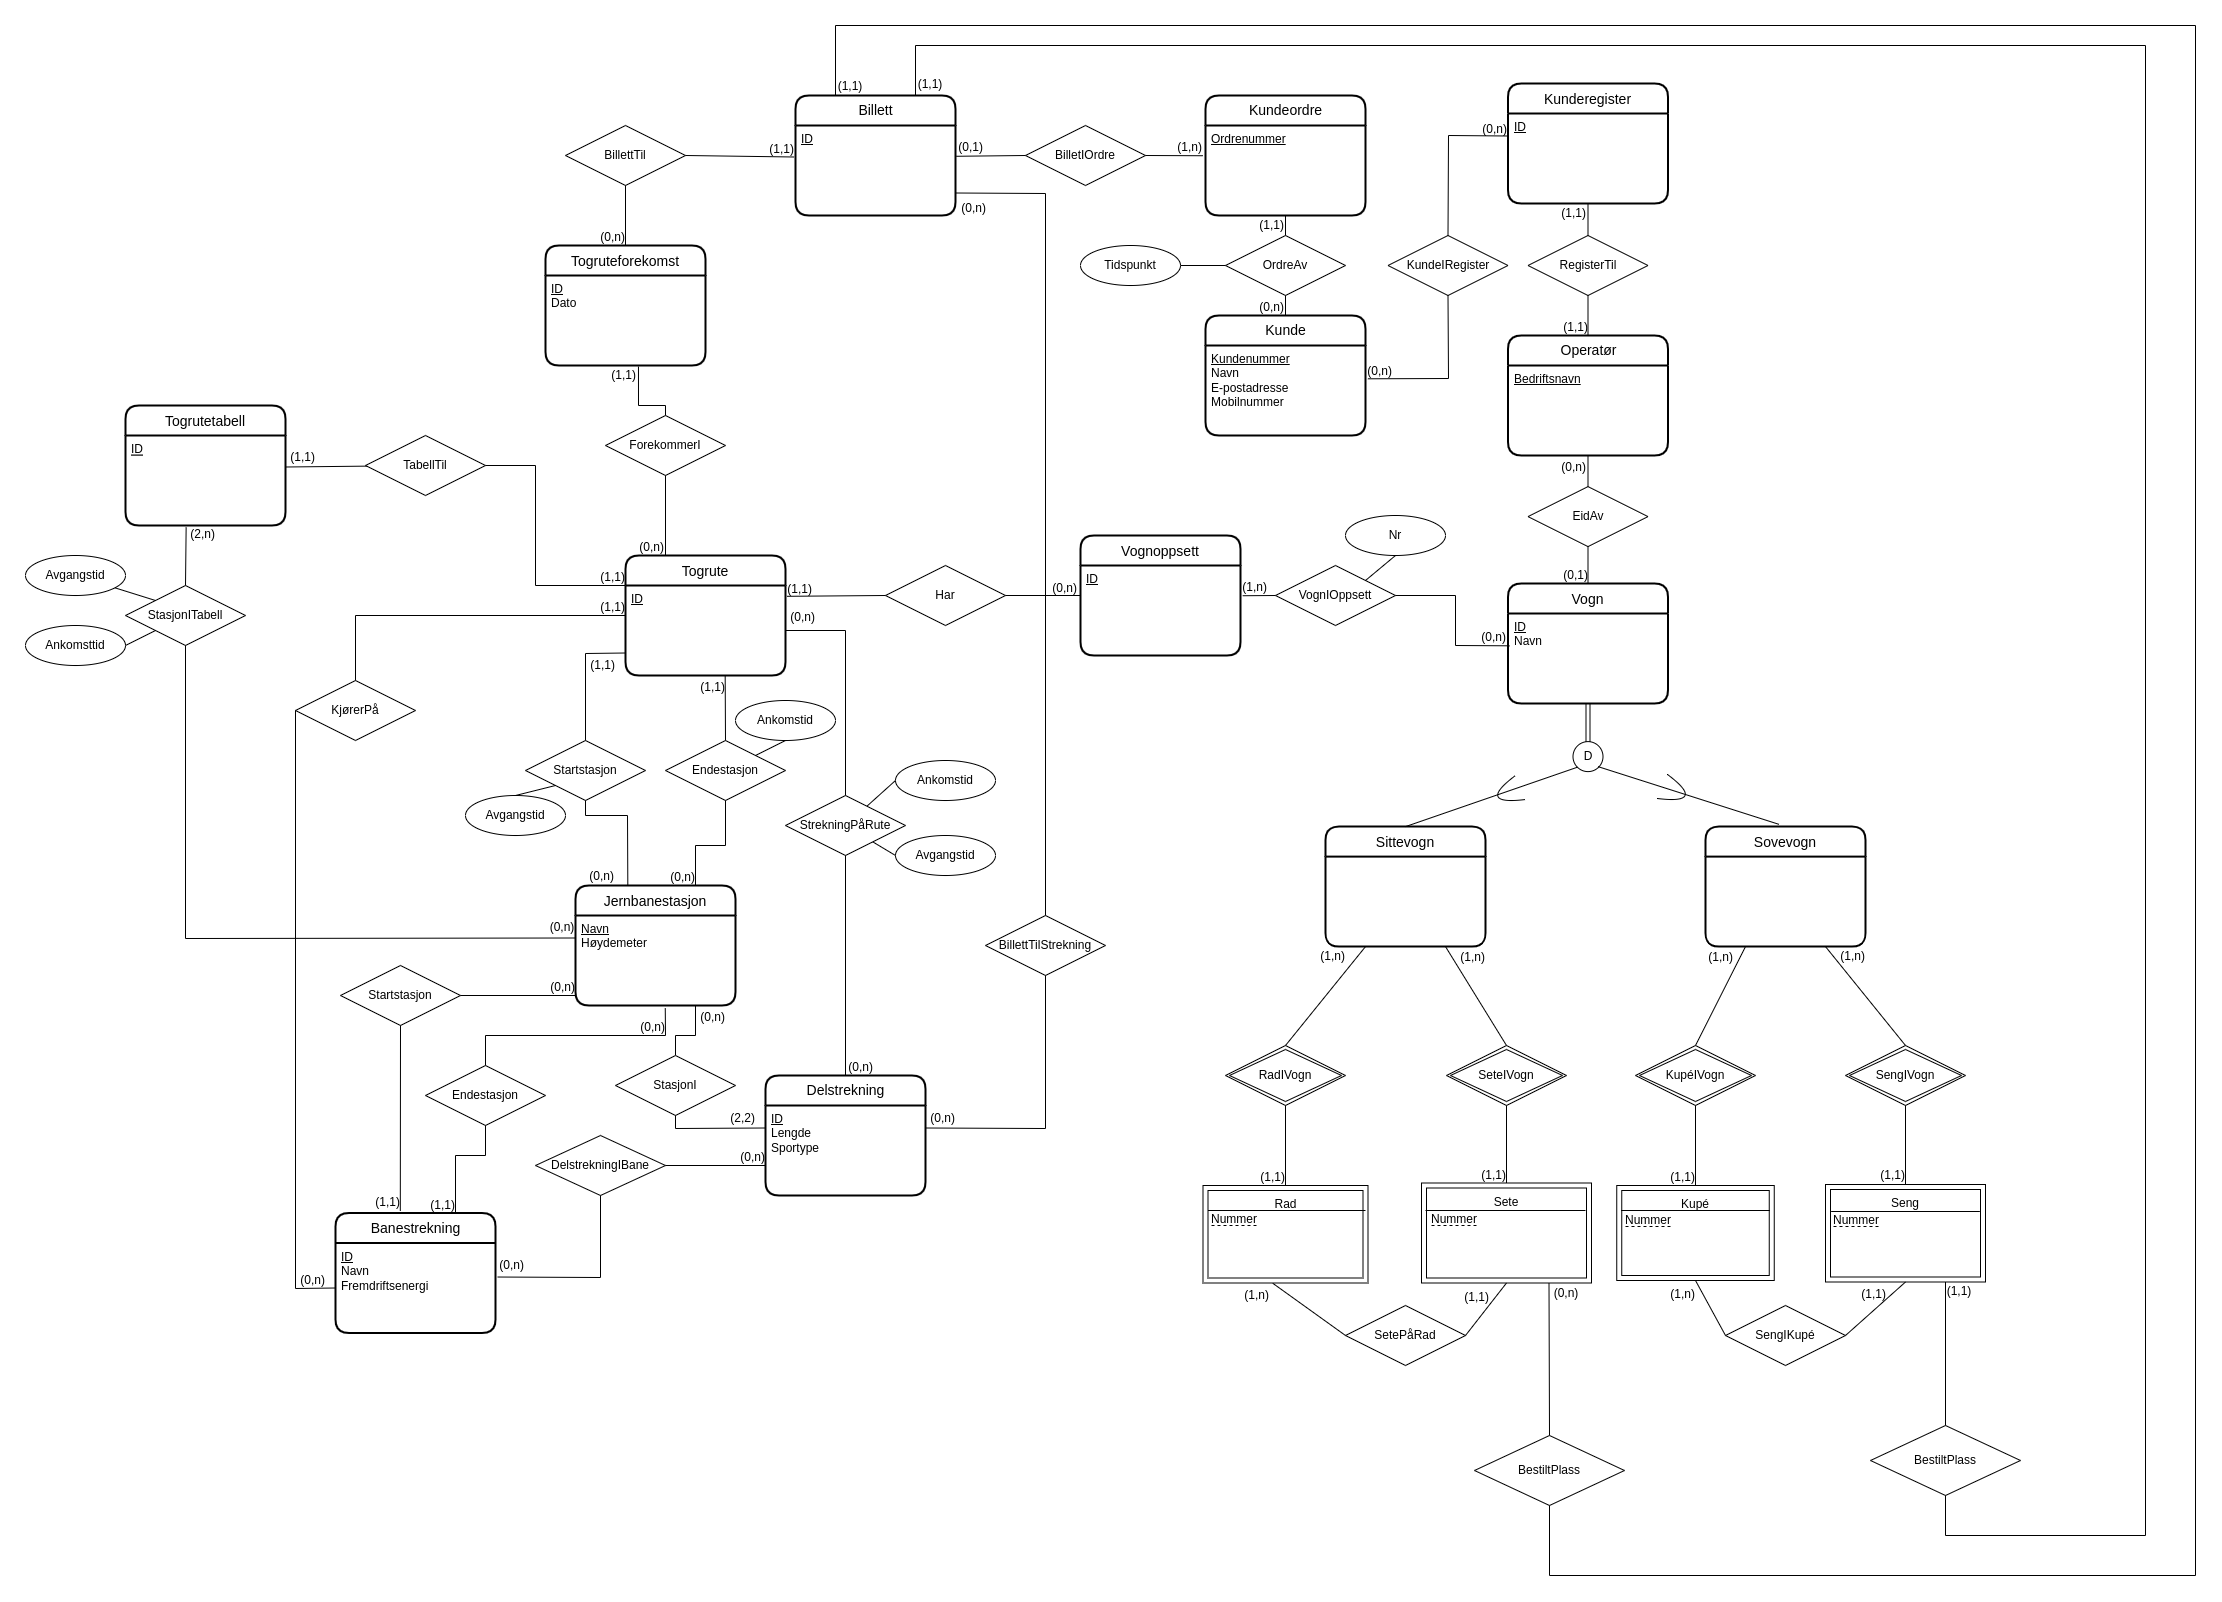 (1,1)
(1,1)
Billett
ID
BillettTil
(1,1)
(0,1)
BilletIOrdre
(1,n)
Kundeordre
Ordrenummer
Kunderegister
ID
(0,n)
(0,n)
(0,n)
Togruteforekomst
ID
Dato
(1,1)
Tidspunkt
OrdreAv
(0,n)
KundeIRegister
(1,1)
RegisterTil
(1,1)
Kunde
Kundenummer
Navn
E-postadresse
Mobilnummer
(0,n)
Operatør
Bedriftsnavn
(1,1)
ForekommerI
(0,n)
Togrutetabell
ID
(1,1)
TabellTil
(2,n)
Avgangstid
StasjonITabell
Ankomsttid
(0,n)
EidAv
(0,1)
(1,1)
(1,1)
Togrute
ID
(1,1)
(0,n)
Har
(0,n)
Vognoppsett
ID
(1,n)
Nr
VognIOppsett
(0,n)
Vogn
ID
Navn
KjørerPå
(1,1)
(1,1)
Ankomstid
Startstasjon
Endestasjon
Avgangstid
Ankomstid
StrekningPåRute
Avgangstid
D
Sittevogn
Sovevogn
(0,n)
(0,n)
(0,n)
Jernbanestasjon
Navn
Høydemeter
(0,n)
Startstasjon
BillettTilStrekning
(1,n)
(1,n)
(1,n)
(1,n)
(0,n)
(0,n)
Endestasjon
StasjonI
(2,2)
(0,n)
Delstrekning
ID
Lengde
Sportype
(0,n)
DelstrekningIBane
(0,n)
RadIVogn
SeteIVogn
KupéIVogn
SengIVogn
(1,1)
(1,1)
(1,1)
(1,1)
(1,1)
(1,1)
Banestrekning
ID
Navn
Fremdriftsenergi
(0,n)
(0,n)
Rad
Nummer
Sete
Nummer
Kupé
Nummer
Seng
Nummer
(1,n)
(1,1)
(0,n)
(1,n)
(1,1)
(1,1)
SetePåRad
SengIKupé
BestiltPlass
BestiltPlass